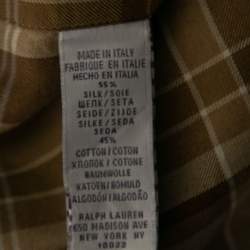 MADE IN ITALY
FABRIQUE EN ITALIE
HECHO EN ITALIA
55%
SILK/SOIE
ШЕЛК/SETA
SEIDE/ZIJDE
SILKE/SEDA
SEDA
45%
COTTON/COTON
ХЛОПОК/COTONE
BAUMWOLLE
KATOEN/BOMULD
ALGODÓN/ALGODÃO
RALPH LAUREN
650 MADISON AVE
NEW YORK NY
10022